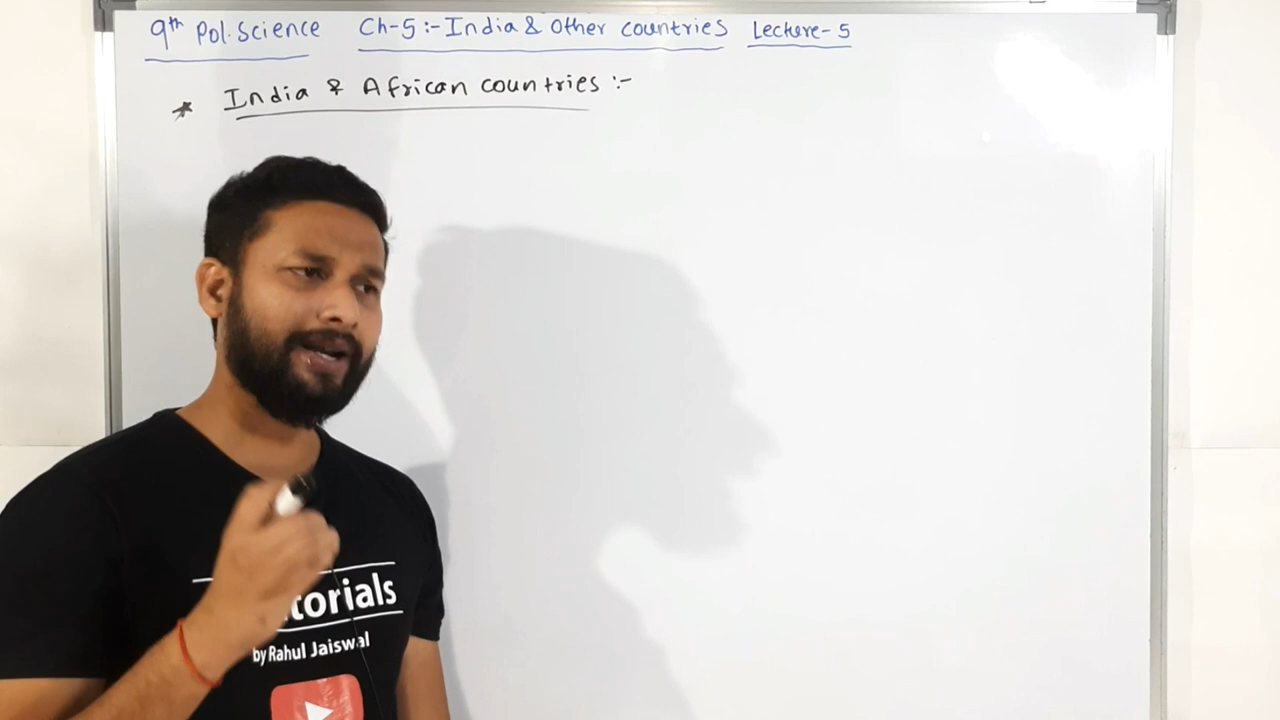 9th Pol. Science Ch-5:- India & Other countries Lecture-5
* India & African countries :-
torials
by Rahul Jaiswal